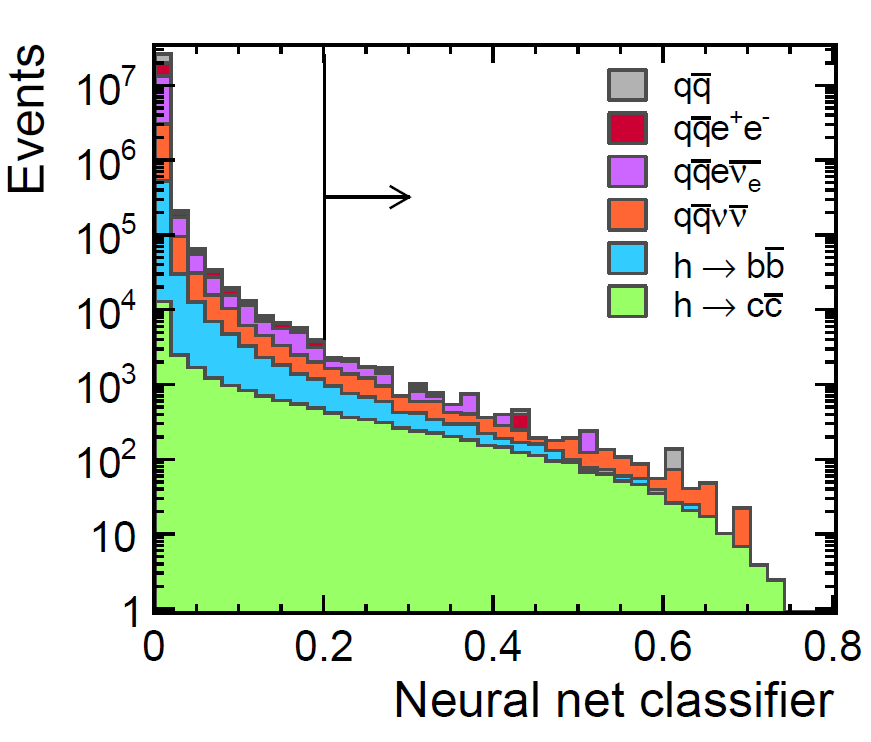 Events
10⁷
10⁶
10⁵
10⁴
10³
10²
10
1
0
0.2
0.4
0.6
0.8
Neural net classifier
qq̅
qq̅e⁺e⁻
qq̅eν̅ₑ̅
qq̅νν̅
h → bb̅
h → cc̅